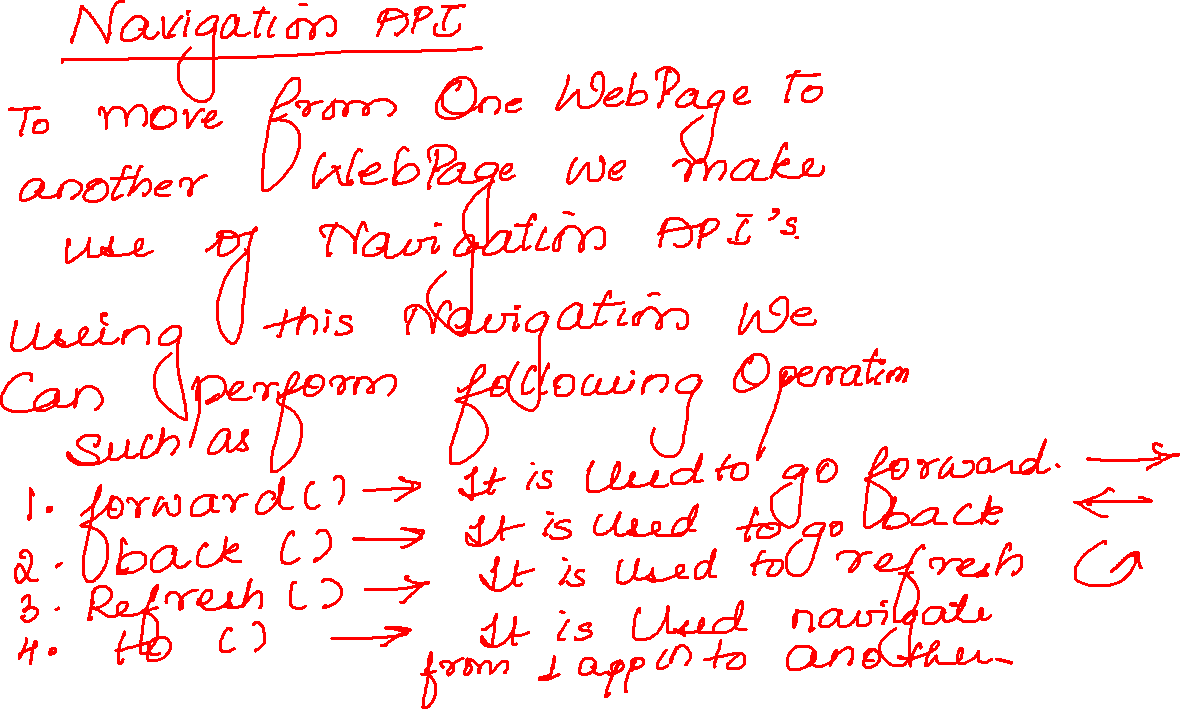 Navigation API
To move from One WebPage to
another WebPage we make
use of Navigation API's.
Useing this Navigation We
Can perform following Operation
Such as
1. forward() → It is Used to go forward. →
2. back () → It is Used to go back ←
3. Refresh () → It is Used to refresh
4. to () → It is Used navigate
from 1 appln to another